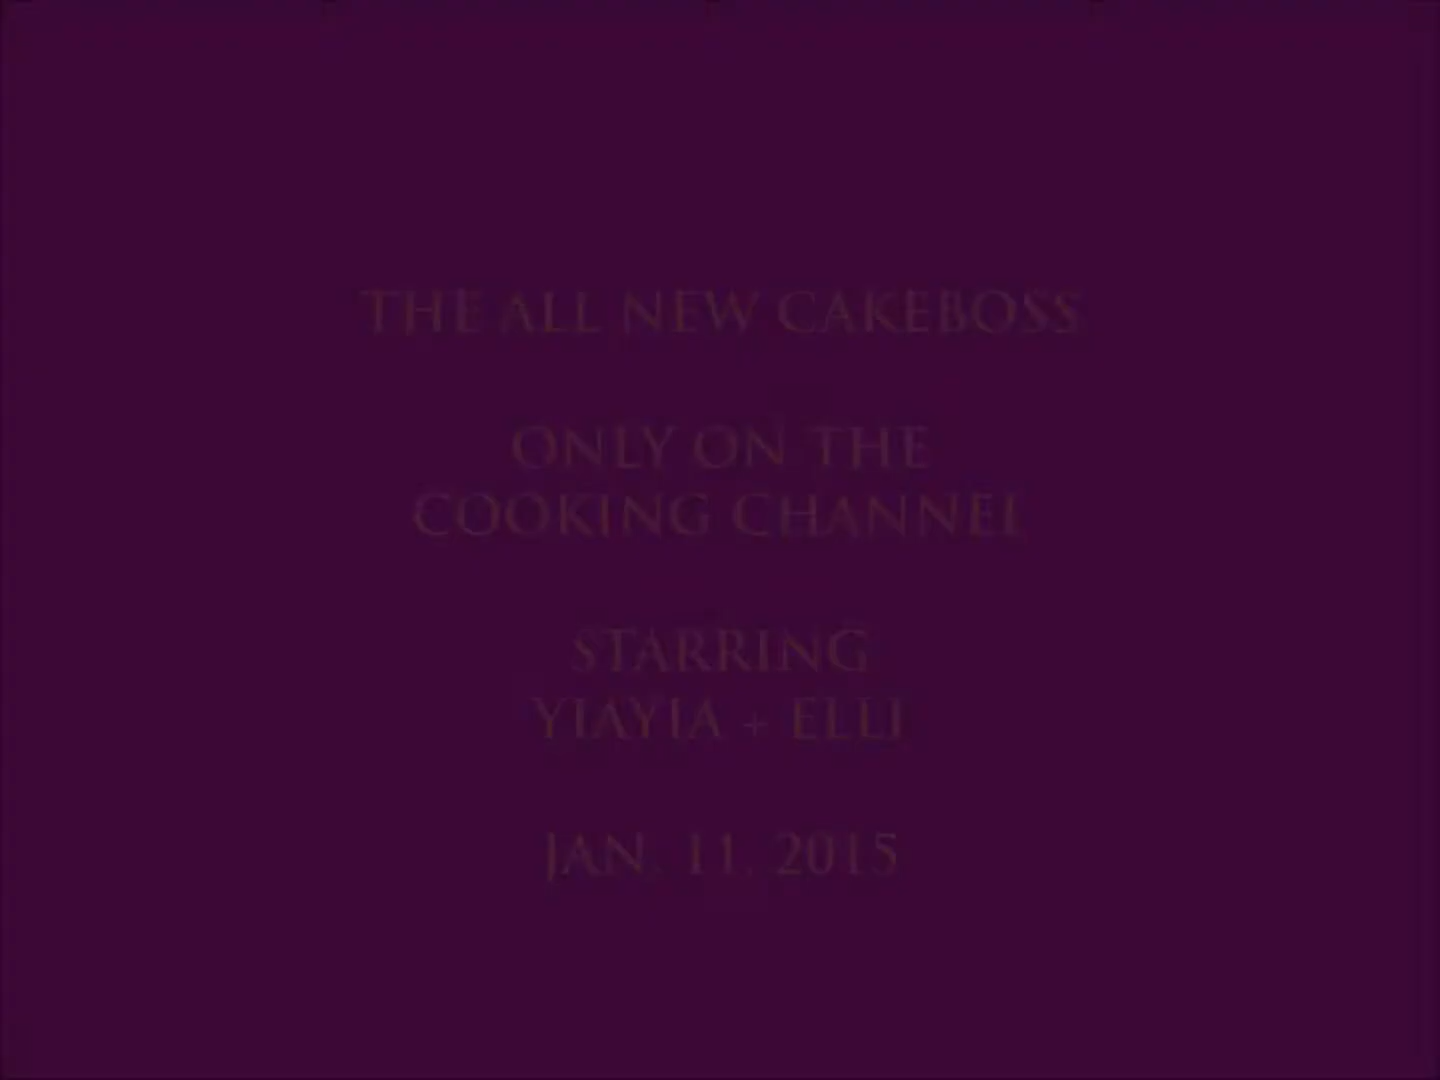 THE ALL NEW CAKEBOSS
ONLY ON THE
COOKING CHANNEL
STARRING
YIAYIA + ELLI
JAN. 11, 2015